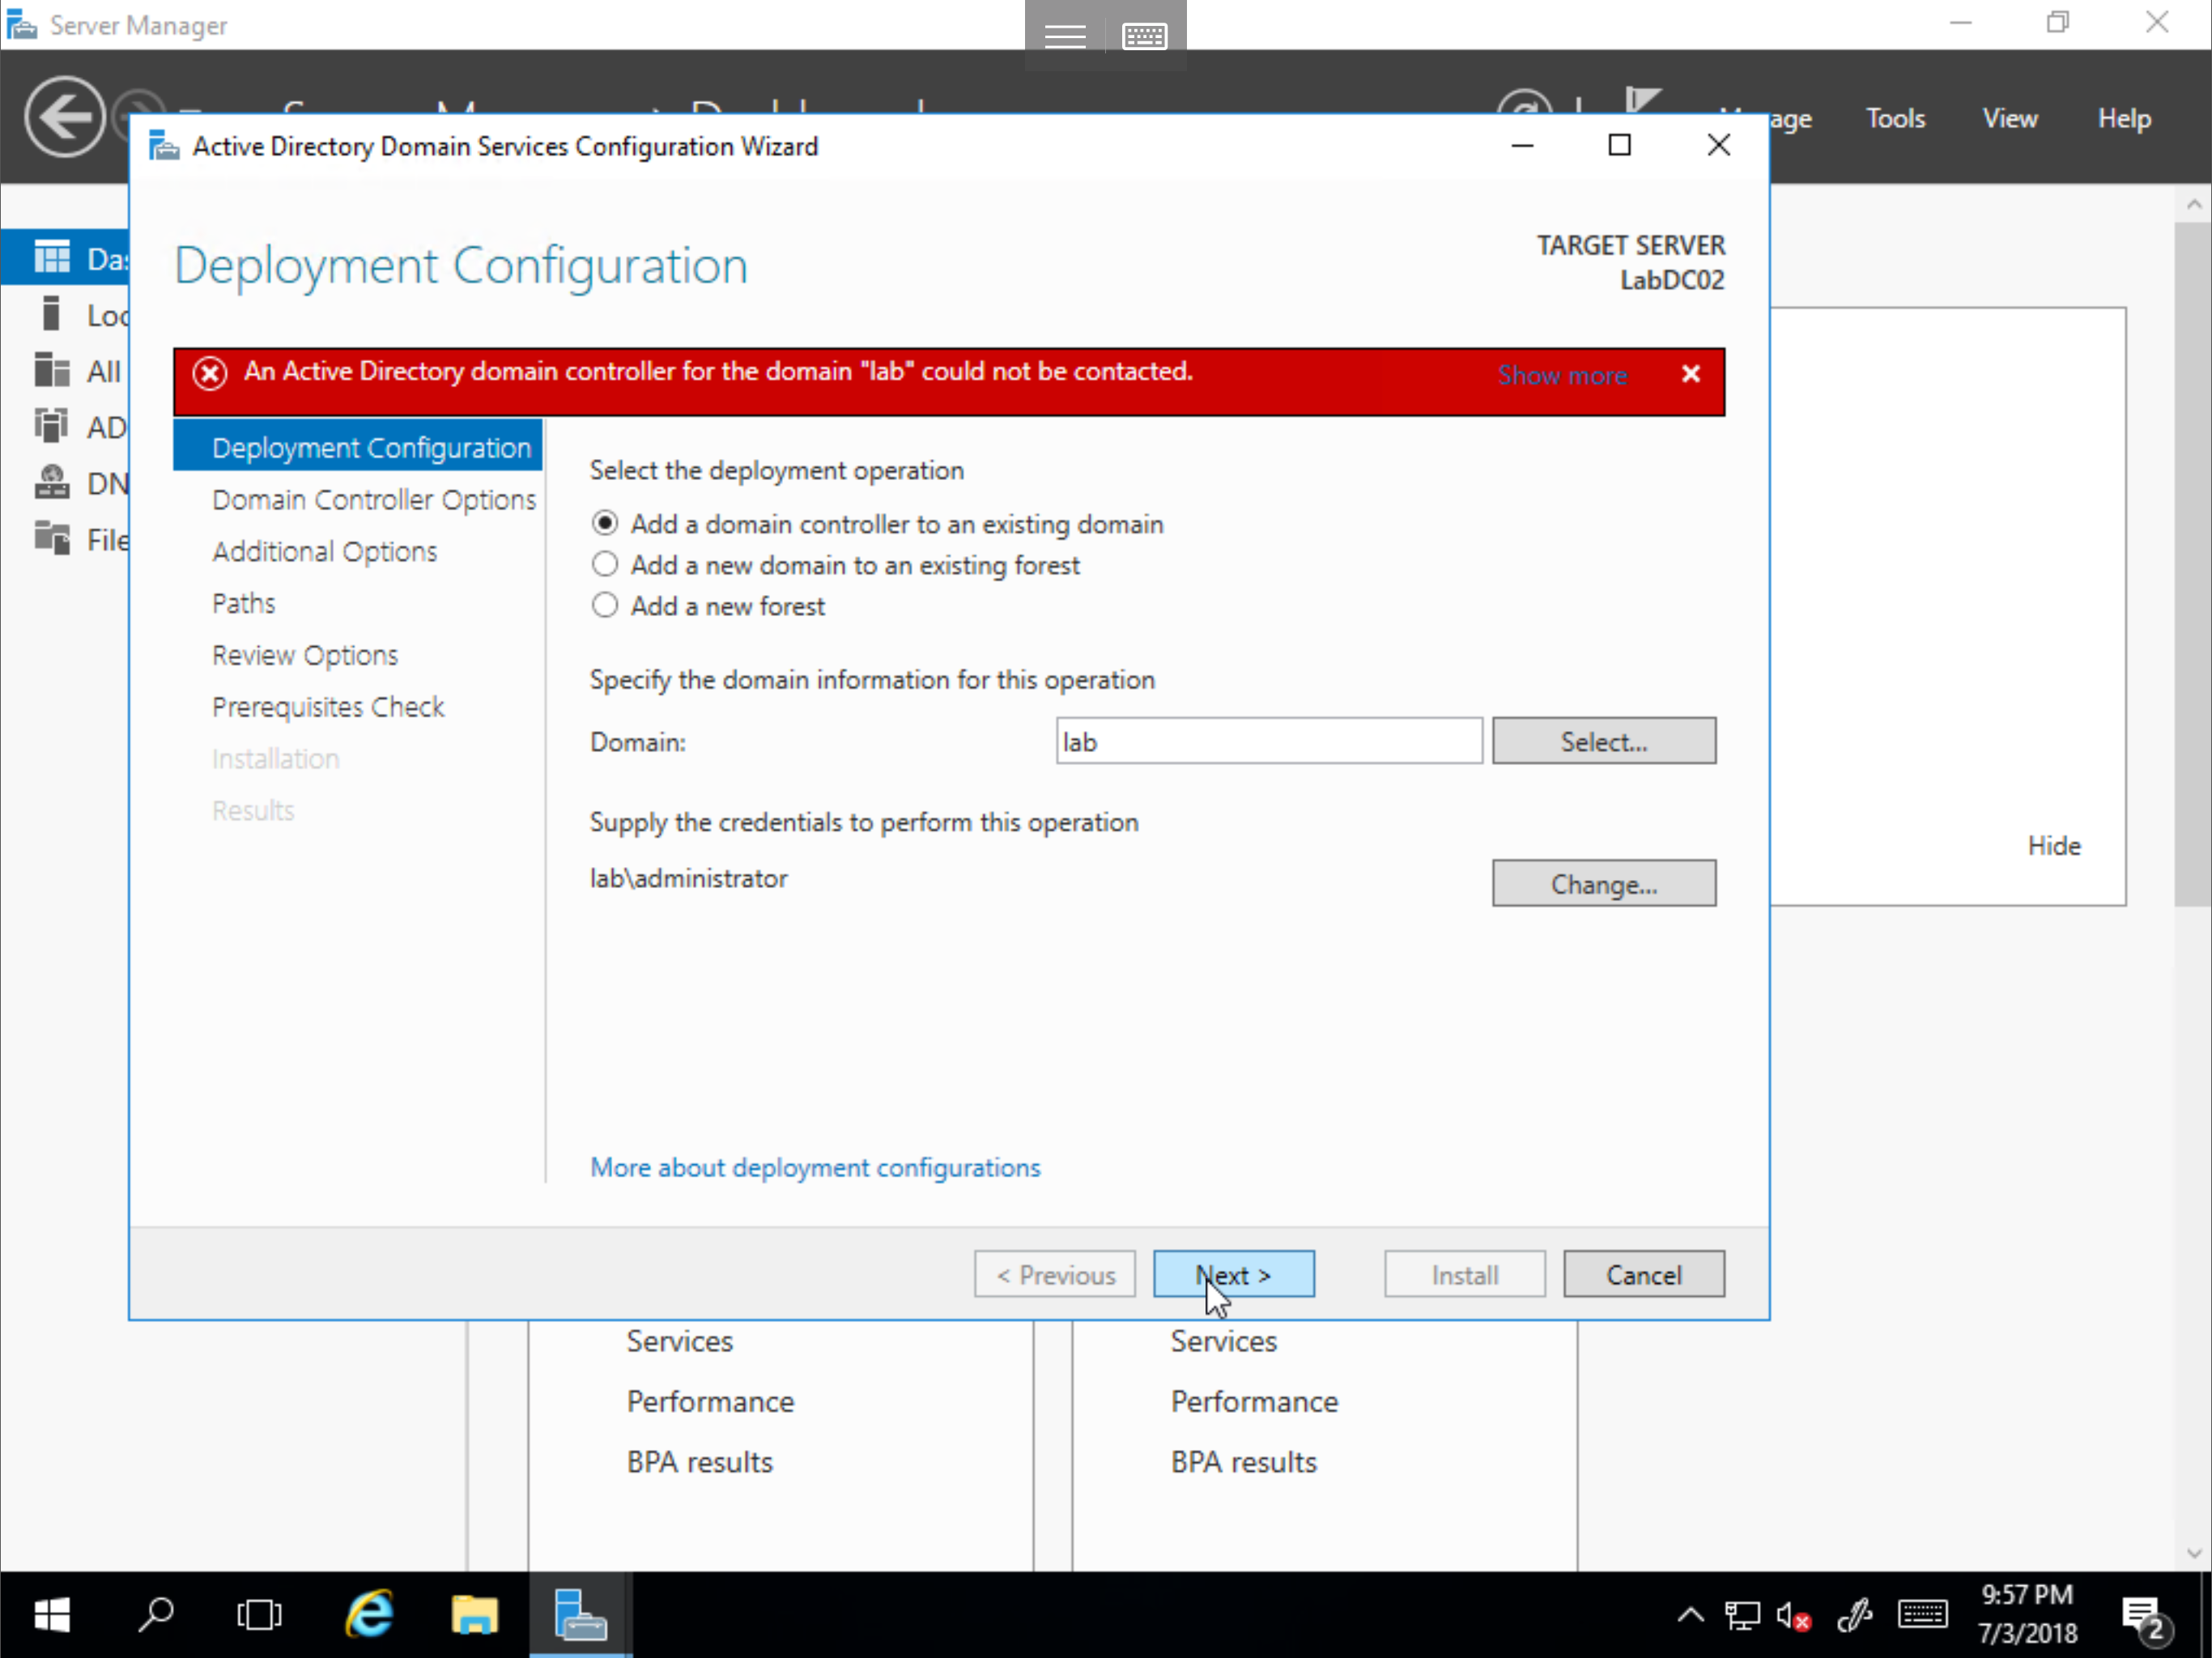 Server Manager
age Tools View Help
Active Directory Domain Services Configuration Wizard
Deployment Configuration
TARGET SERVER
LabDC02
An Active Directory domain controller for the domain "lab" could not be contacted. Show more
Das
Loc
All
AD
DN
File
Deployment Configuration
Domain Controller Options
Additional Options
Paths
Review Options
Prerequisites Check
Installation
Results
Select the deployment operation
Add a domain controller to an existing domain
Add a new domain to an existing forest
Add a new forest
Specify the domain information for this operation
Domain: lab Select...
Supply the credentials to perform this operation
lab\administrator Change...
More about deployment configurations
Hide
< Previous Next > Install Cancel
Services Services
Performance Performance
BPA results BPA results
9:57 PM
7/3/2018
2